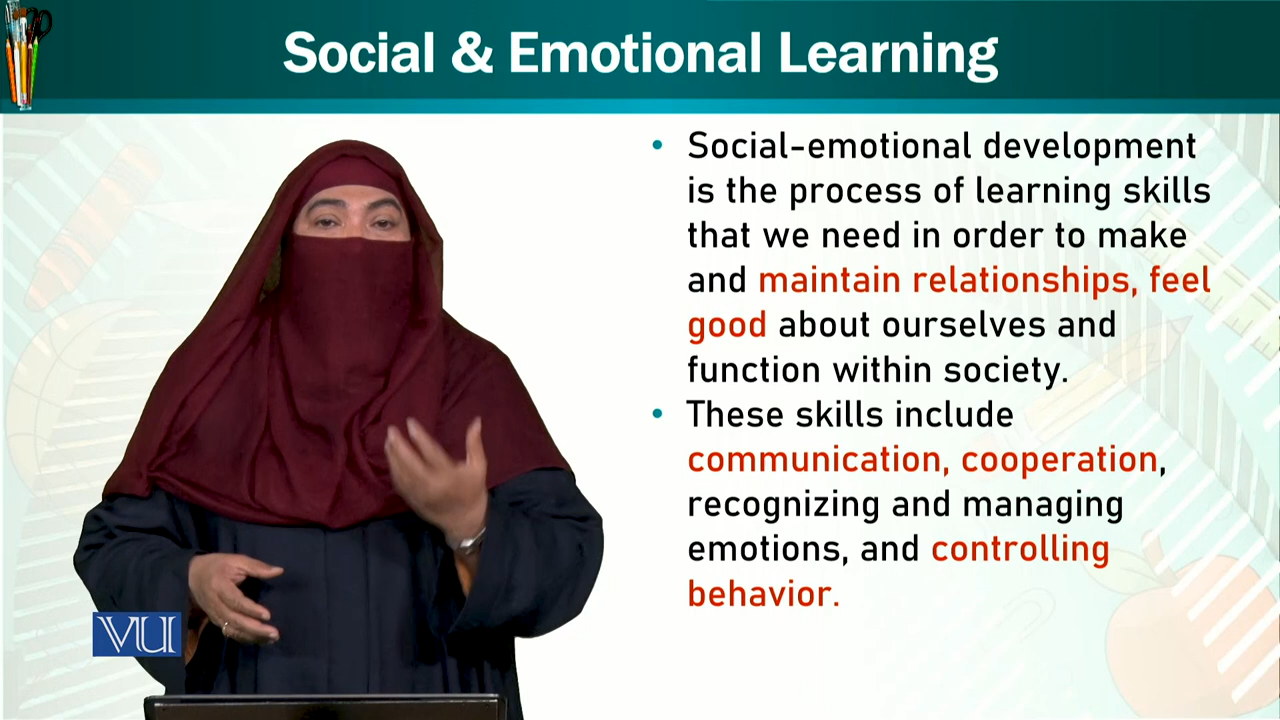 Social & Emotional Learning
• Social-emotional development
is the process of learning skills
that we need in order to make
and maintain relationships, feel
good about ourselves and
function within society.
• These skills include
communication, cooperation,
recognizing and managing
emotions, and controlling
behavior.
VU